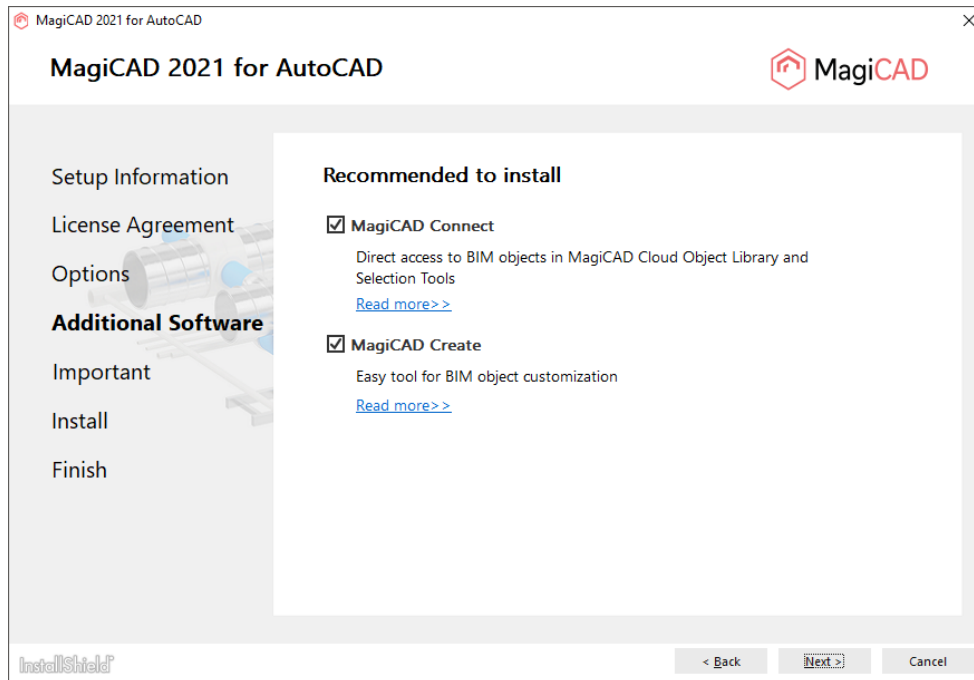 MagiCAD 2021 for AutoCAD
MagiCAD 2021 for AutoCAD
MagiCAD
Setup Information
License Agreement
Options
Additional Software
Important
Install
Finish
Recommended to install
MagiCAD Connect
Direct access to BIM objects in MagiCAD Cloud Object Library and
Selection Tools
Read more>>
MagiCAD Create
Easy tool for BIM object customization
Read more>>
InstallShield
< Back
Next >
Cancel